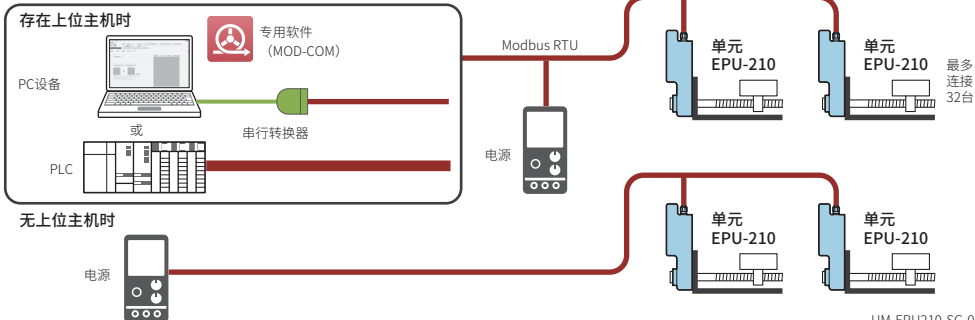 存在上位主机时
专用软件
（MOD-COM）
PC设备
或
串行转换器
PLC
Modbus RTU
电源
单元
EPU-210
单元
EPU-210
最多
连接
32台
无上位主机时
电源
单元
EPU-210
单元
EPU-210